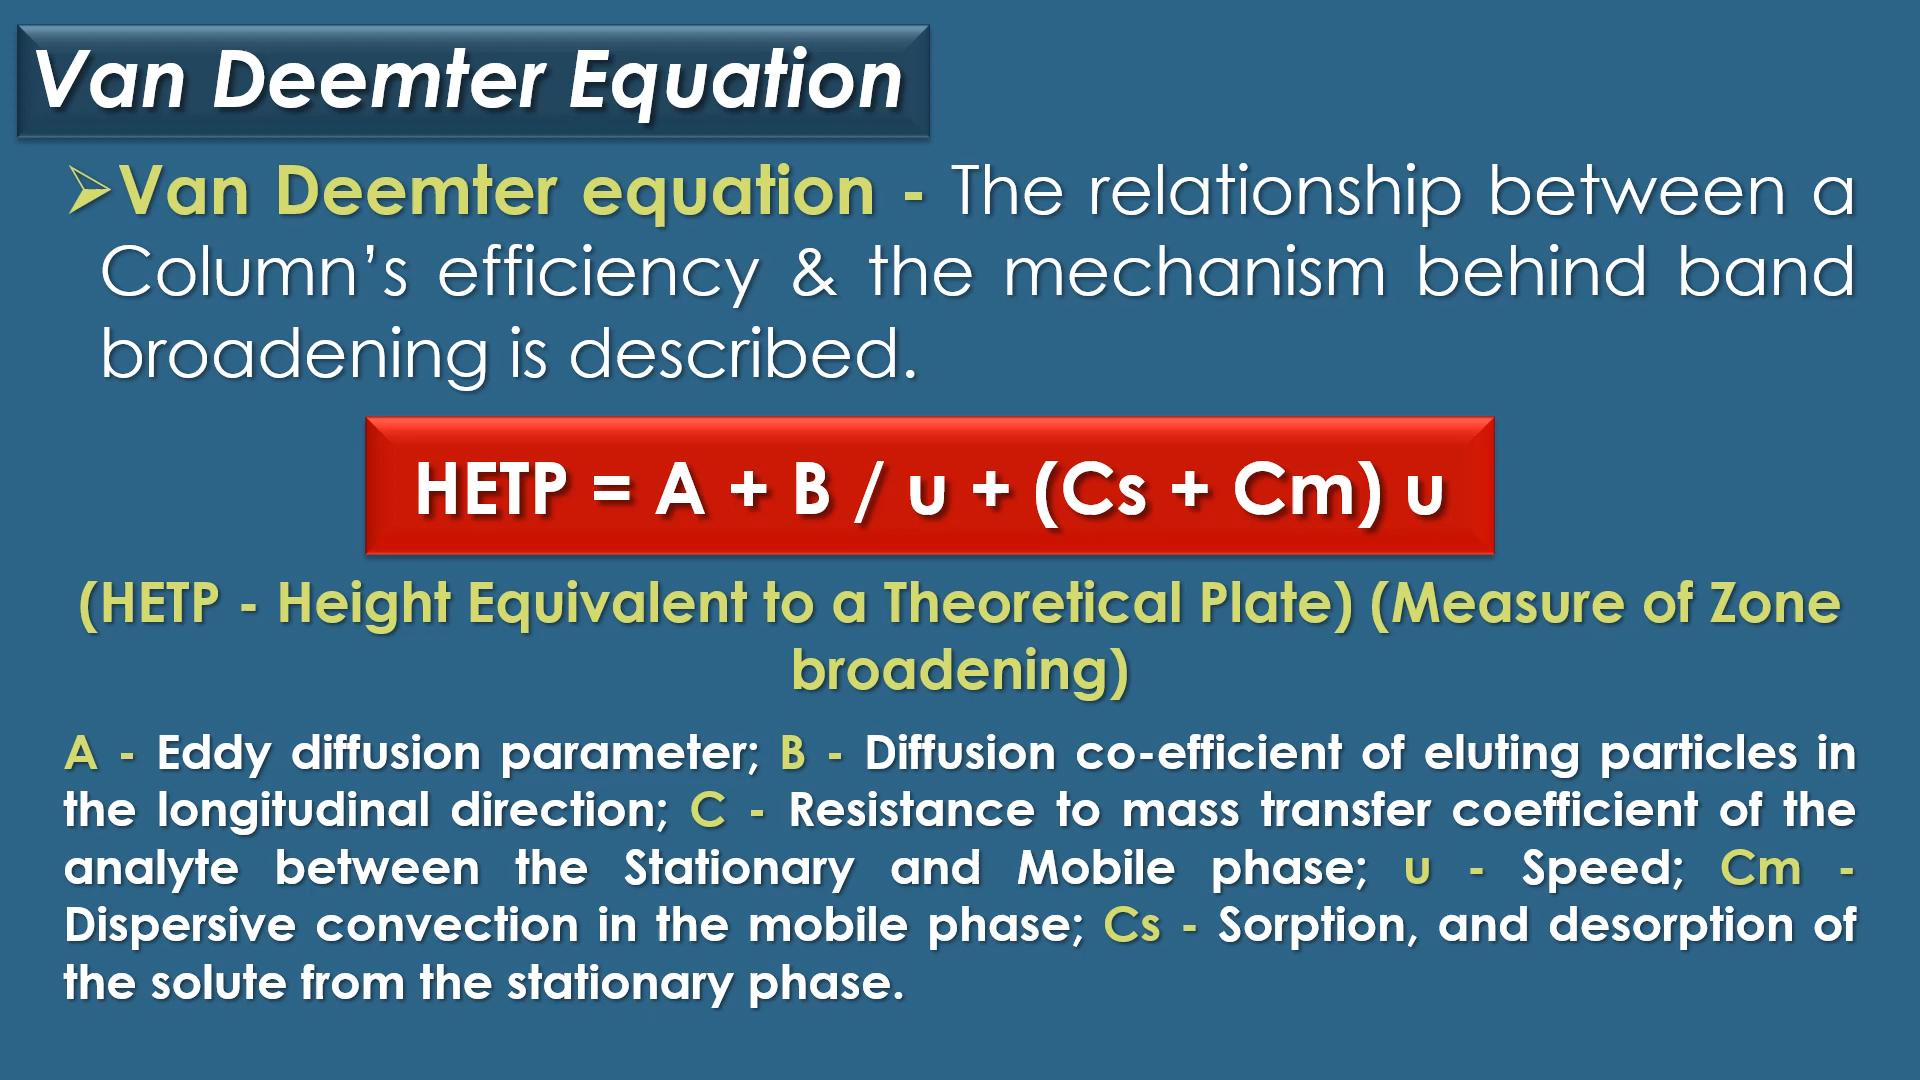 Van Deemter Equation
➢Van Deemter equation - The relationship between a
Column’s efficiency & the mechanism behind band
broadening is described.
HETP = A + B / u + (Cs + Cm) u
(HETP - Height Equivalent to a Theoretical Plate) (Measure of Zone
broadening)
A - Eddy diffusion parameter; B - Diffusion co-efficient of eluting particles in
the longitudinal direction; C - Resistance to mass transfer coefficient of the
analyte between the Stationary and Mobile phase; u - Speed; Cm -
Dispersive convection in the mobile phase; Cs - Sorption, and desorption of
the solute from the stationary phase.